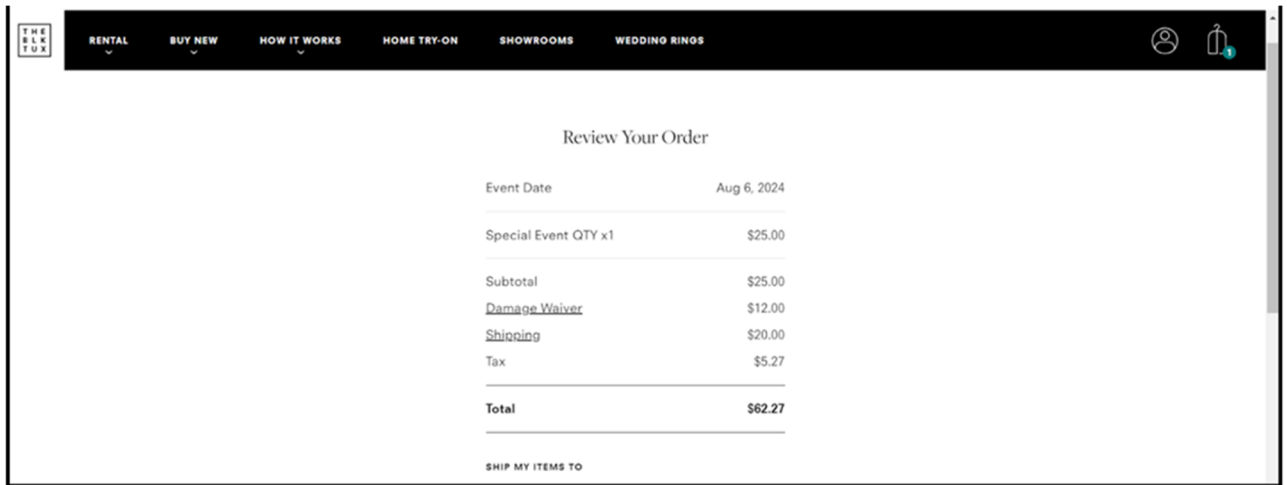 THE
BLK
TUX
RENTAL BUY NEW HOW IT WORKS HOME TRY-ON SHOWROOMS WEDDING RINGS
1
Review Your Order
Event Date Aug 6, 2024
Special Event QTY x1 $25.00
Subtotal $25.00
Damage Waiver $12.00
Shipping $20.00
Tax $5.27
Total $62.27
SHIP MY ITEMS TO